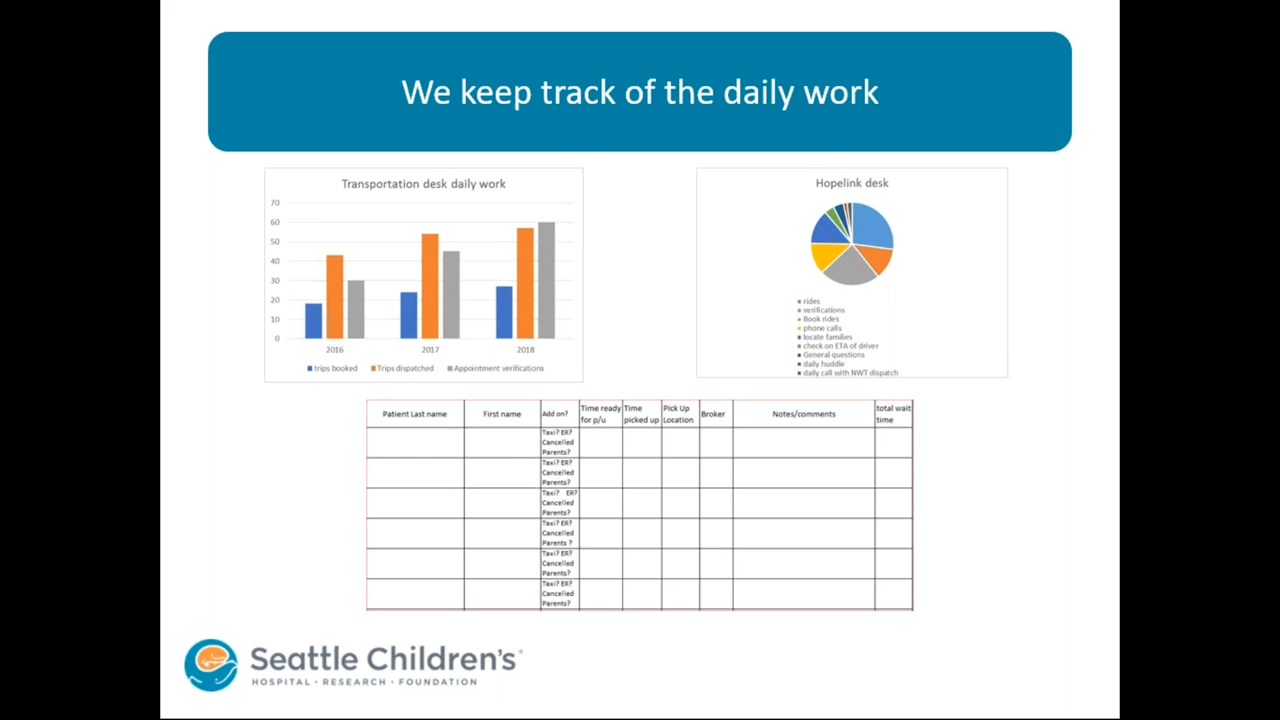 We keep track of the daily work
Transportation desk daily work
70
60
50
40
30
20
10
0
2016 2017 2018
trips booked Trips dispatched Appointment verifications
Hopelink desk
rides
verifications
Book rides
phone calls
locate families
check on ETA of driver
General questions
daily huddle
daily call with NWT dispatch
Patient Last name First name Add on? Time ready for p/u Time picked up Pick Up Location Broker Notes/comments total wait time
Taxi? ER?
Cancelled
Parents?
Taxi? ER?
Cancelled
Parents?
Taxi? ER?
Cancelled
Parents?
Taxi? ER?
Cancelled
Parents ?
Taxi? ER?
Cancelled
Parents?
Taxi? ER?
Cancelled
Parents?
Seattle Children's®
HOSPITAL • RESEARCH • FOUNDATION